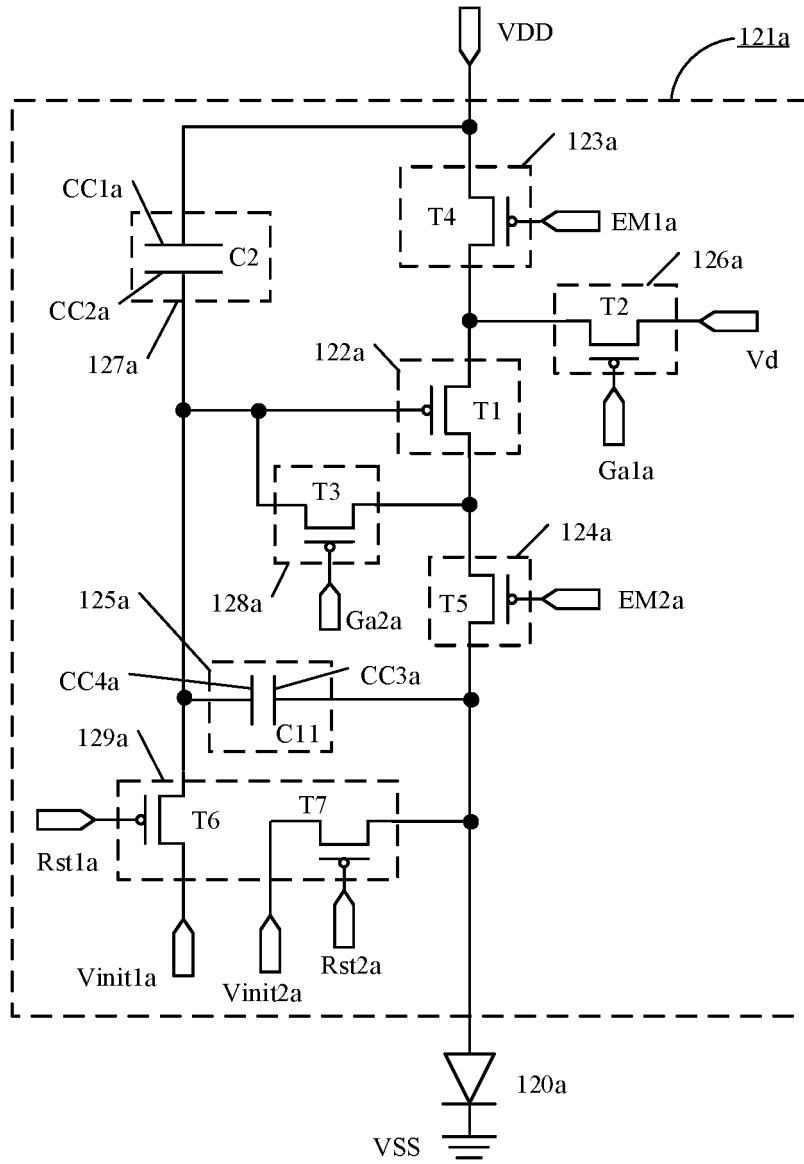 VDD
121a
123a
CC1a
T4
EM1a
C2
126a
CC2a
T2
127a
122a
Vd
T1
Ga1a
T3
124a
125a
128a
T5
EM2a
Ga2a
CC4a
CC3a
C11
129a
T7
T6
Rst1a
Rst2a
Vinit1a
Vinit2a
120a
VSS